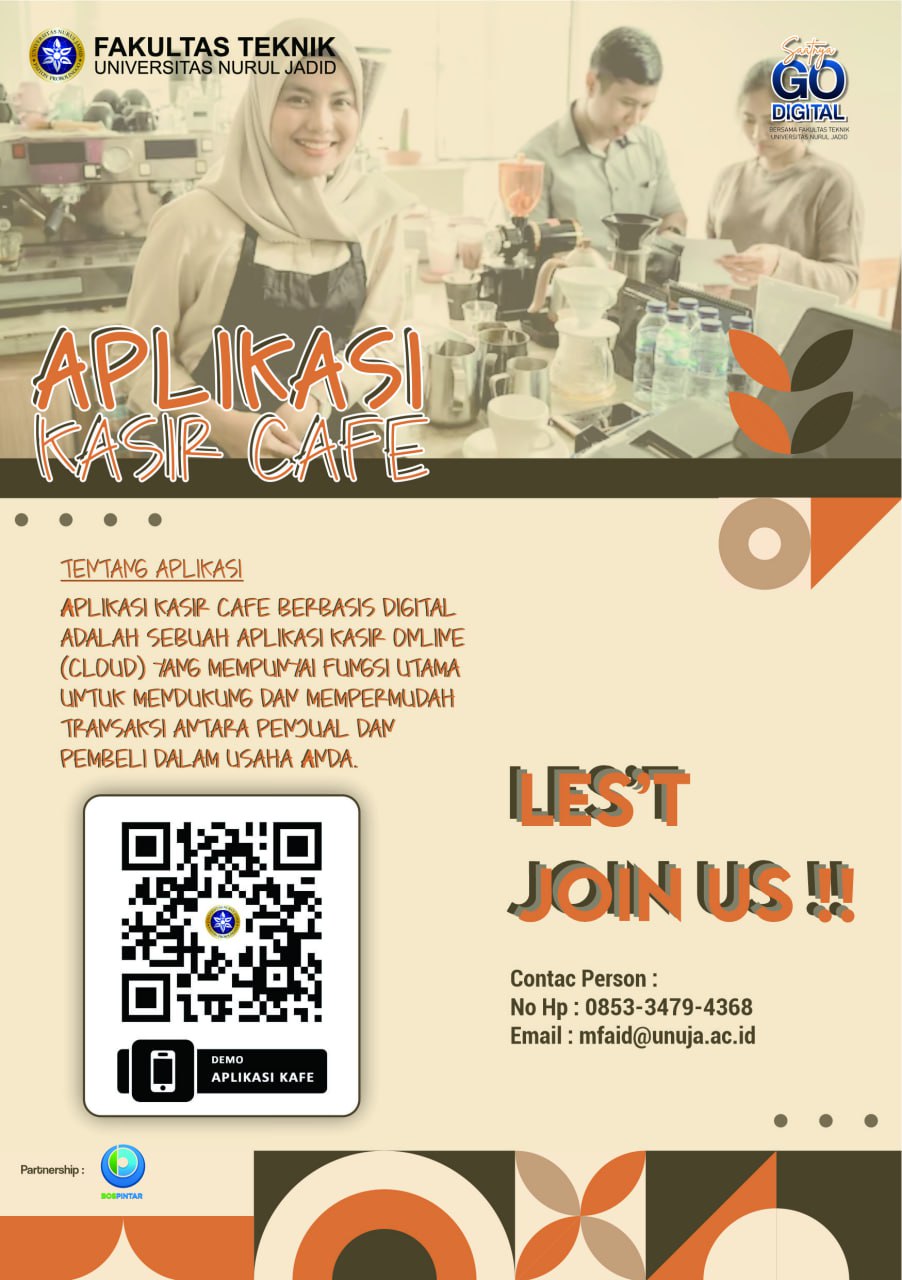 FAKULTAS TEKNIK
UNIVERSITAS NURUL JADID
Saatnya
GO
DIGITAL
BERSAMA FAKULTAS TEKNIK
UNIVERSITAS NURUL JADID
APLIKASI
KASIR CAFE
TENTANG APLIKASI
APLIKASI KASIR CAFE BERBASIS DIGITAL
ADALAH SEBUAH APLIKASI KASIR ONLINE
(CLOUD) YANG MEMPUNYAI FUNGSI UTAMA
UNTUK MENDUKUNG DAN MEMPERMUDAH
TRANSAKSI ANTARA PENJUAL DAN
PEMBELI DALAM USAHA ANDA.
LES'T
JOIN US !!
Contac Person :
No Hp : 0853-3479-4368
Email : mfaid@unuja.ac.id
DEMO
APLIKASI KAFE
Partnership :
BOSPINTAR